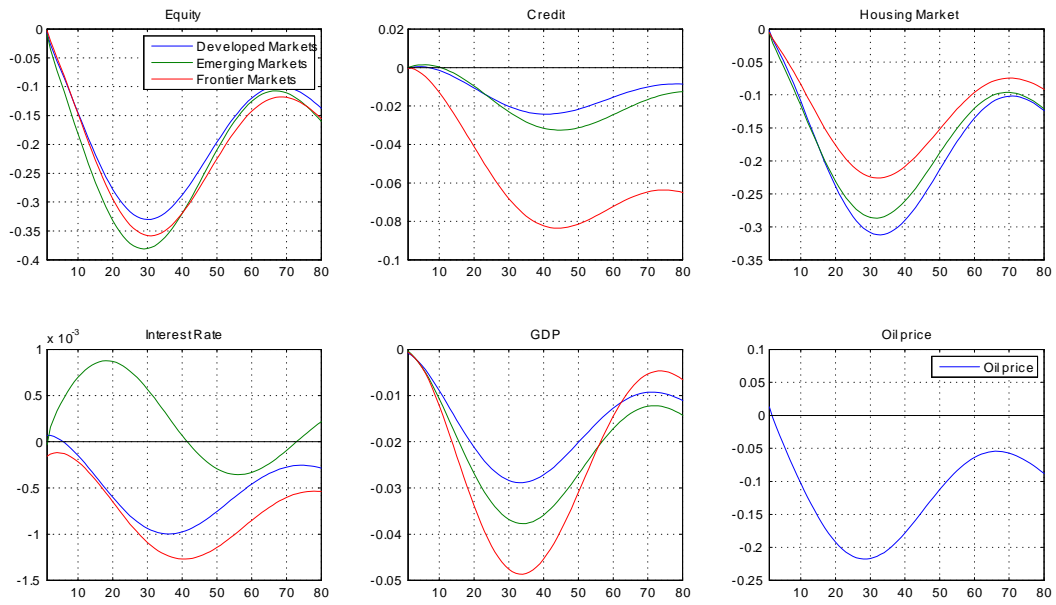 Equity
0
-0.05
-0.1
-0.15
-0.2
-0.25
-0.3
-0.35
-0.4
10 20 30 40 50 60 70 80
Developed Markets
Emerging Markets
Frontier Markets
Credit
0.02
0
-0.02
-0.04
-0.06
-0.08
-0.1
10 20 30 40 50 60 70 80
Housing Market
0
-0.05
-0.1
-0.15
-0.2
-0.25
-0.3
-0.35
10 20 30 40 50 60 70 80
Interest Rate
x 10-3
1
0.5
0
-0.5
-1
-1.5
10 20 30 40 50 60 70 80
GDP
0
-0.01
-0.02
-0.03
-0.04
-0.05
10 20 30 40 50 60 70 80
Oil price
0.1
0.05
0
-0.05
-0.1
-0.15
-0.2
-0.25
10 20 30 40 50 60 70 80
Oil price